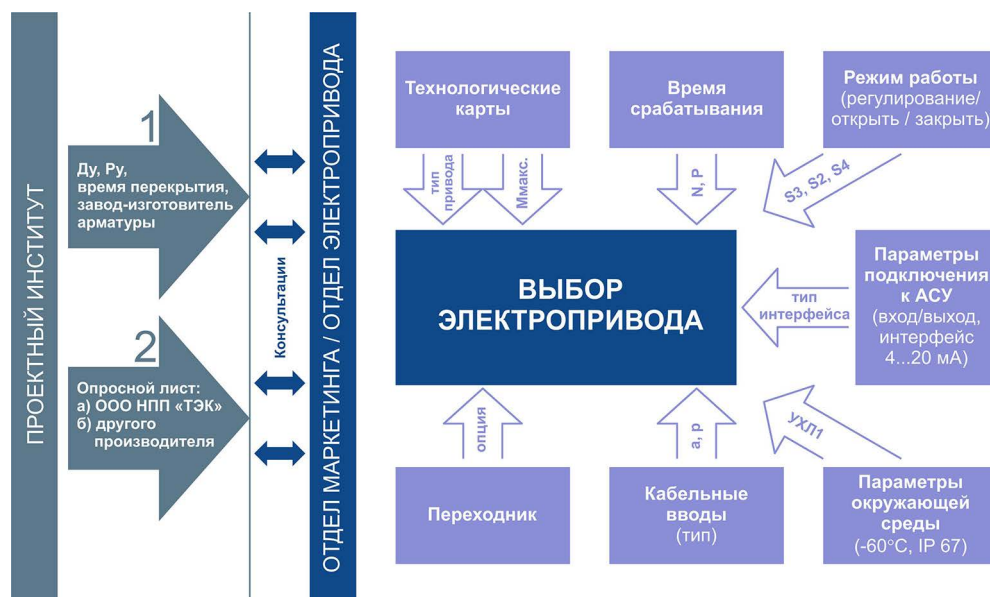 ПРОЕКТНЫЙ ИНСТИТУТ
1
Ду, Ру,
время перекрытия,
завод-изготовитель
арматуры
2
Опросной лист:
а) ООО НПП «ТЭК»
б) другого
производителя
Консультации
ОТДЕЛ МАРКЕТИНГА / ОТДЕЛ ЭЛЕКТРОПРИВОДА
Технологические
карты
Время
срабатывания
Режим работы
(регулирование/
открыть / закрыть)
тип
привода
Ммакс.
N, P
S3, S2, S4
ВЫБОР
ЭЛЕКТРОПРИВОДА
тип
интерфейса
Параметры
подключения
к АСУ
(вход/выход,
интерфейс
4...20 мА)
опция
а, р
УХЛ1
Переходник
Кабельные
вводы
(тип)
Параметры
окружающей
среды
(-60°C, IP 67)